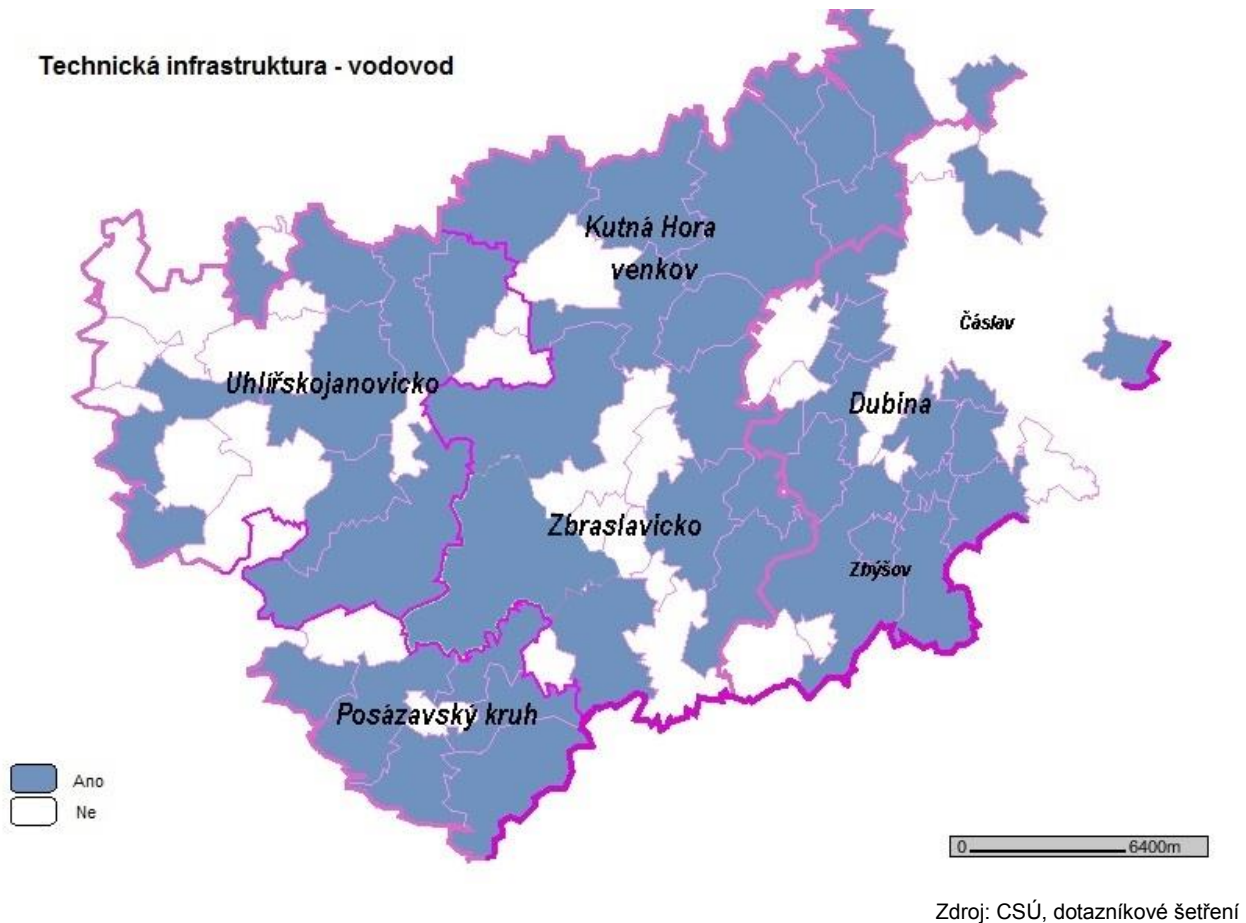 Technická infrastruktura - vodovod
Kutná Hora
venkov
Čáslav
Uhlířskojanovicko
Dubina
Zbraslavicko
Zbýšov
Posázavský kruh
Ano
Ne
0 6400m
Zdroj: CSÚ, dotazníkové šetření